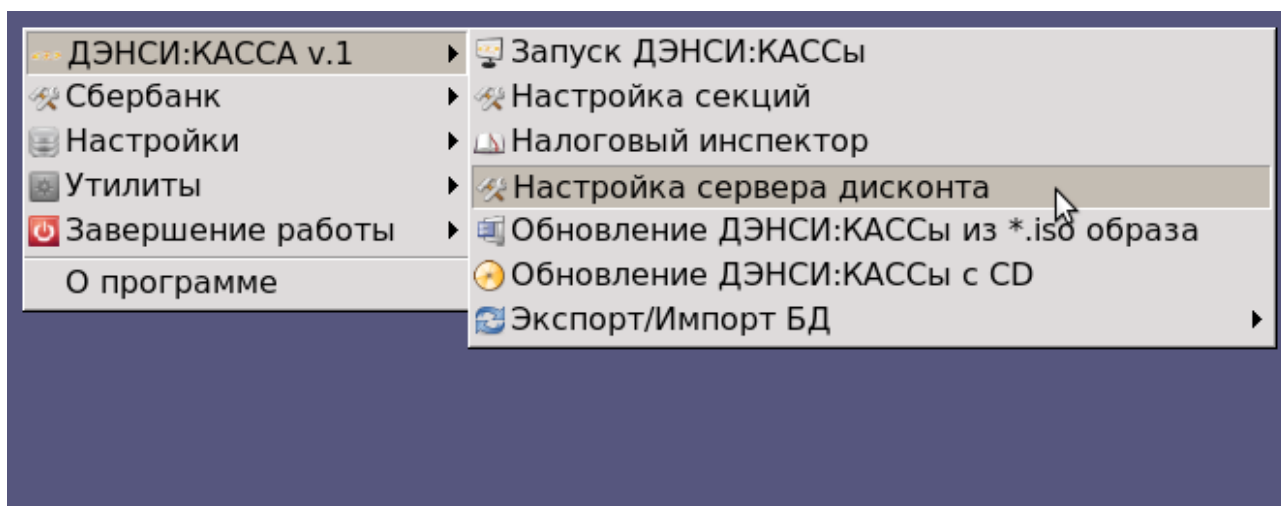 ДЭНСИ:КАССА v.1
Сбербанк
Настройки
Утилиты
Завершение работы
О программе
Запуск ДЭНСИ:КАССы
Настройка секций
Налоговый инспектор
Настройка сервера дисконта
Обновление ДЭНСИ:КАССы из *.iso образа
Обновление ДЭНСИ:КАССы с CD
Экспорт/Импорт БД